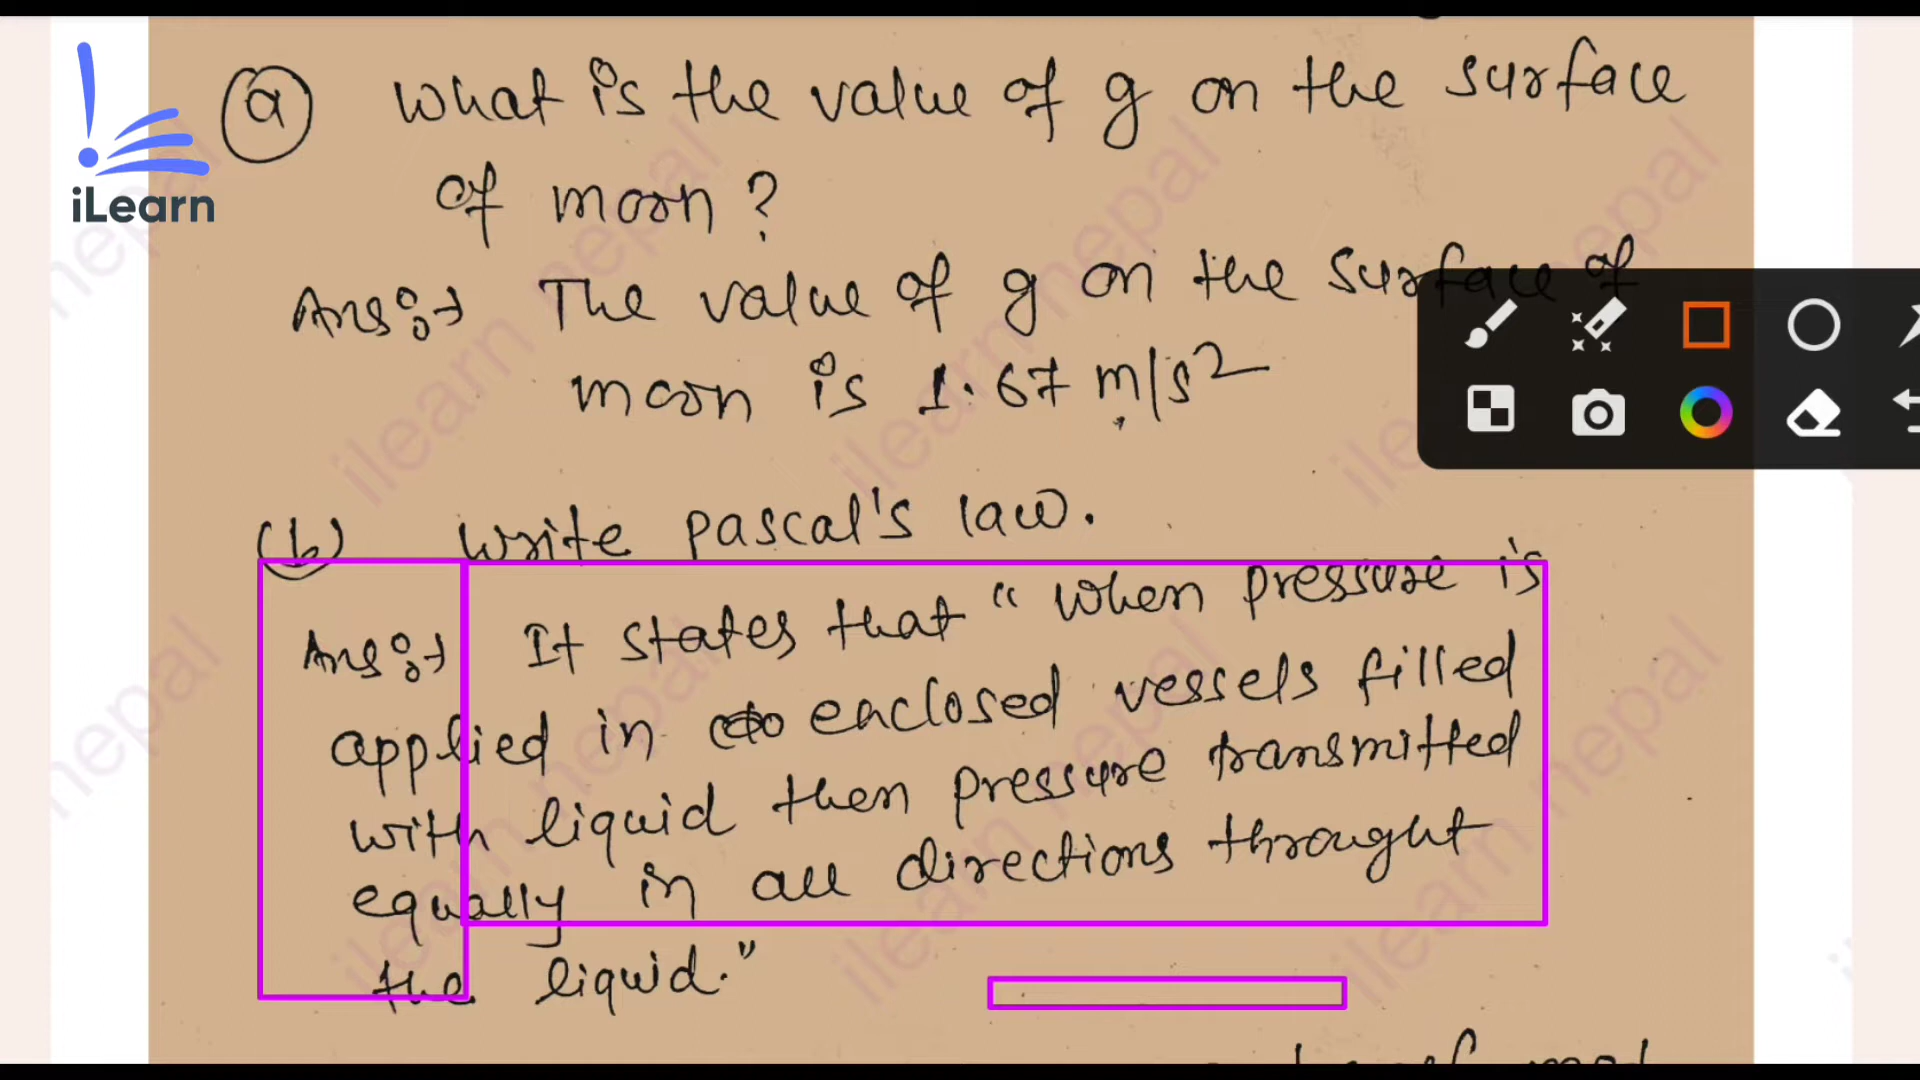 iLearn
(a) What is the value of g on the surface
of moon?
Ans:→ The value of g on the surface of
moon is 1.67 m/s²
(b) Write pascal's law.
Ans:→ It states that “When pressure is
applied in enclosed vessels filled
with liquid then pressure transmitted
equally in all directions throught
the liquid.”
ilearn nepal